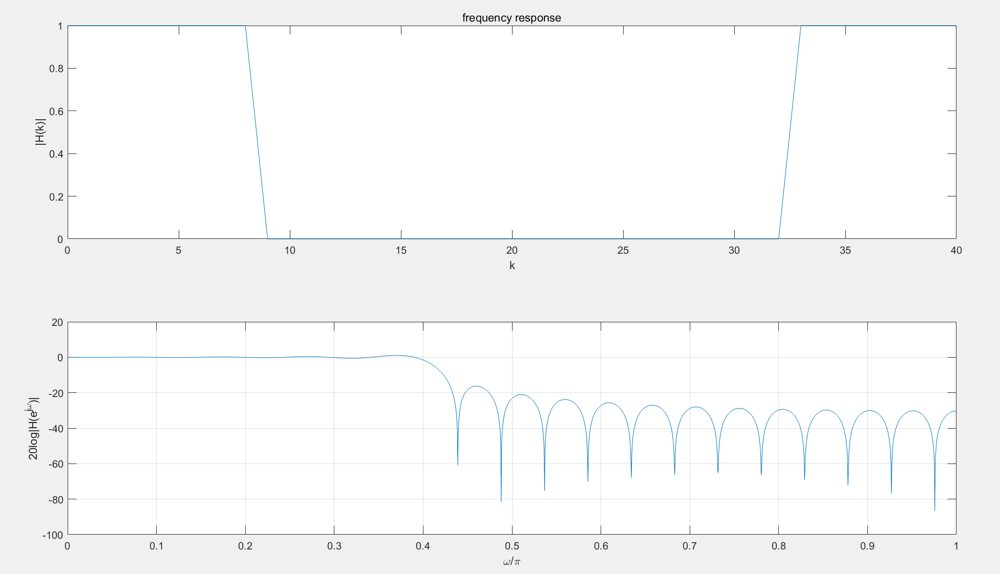 frequency response
1
0.8
0.6
0.4
0.2
0
|H(k)|
0 5 10 15 20 25 30 35 40
k
20
0
-20
-40
-60
-80
-100
20log|H(e^jω)|
0 0.1 0.2 0.3 0.4 0.5 0.6 0.7 0.8 0.9 1
ω/π